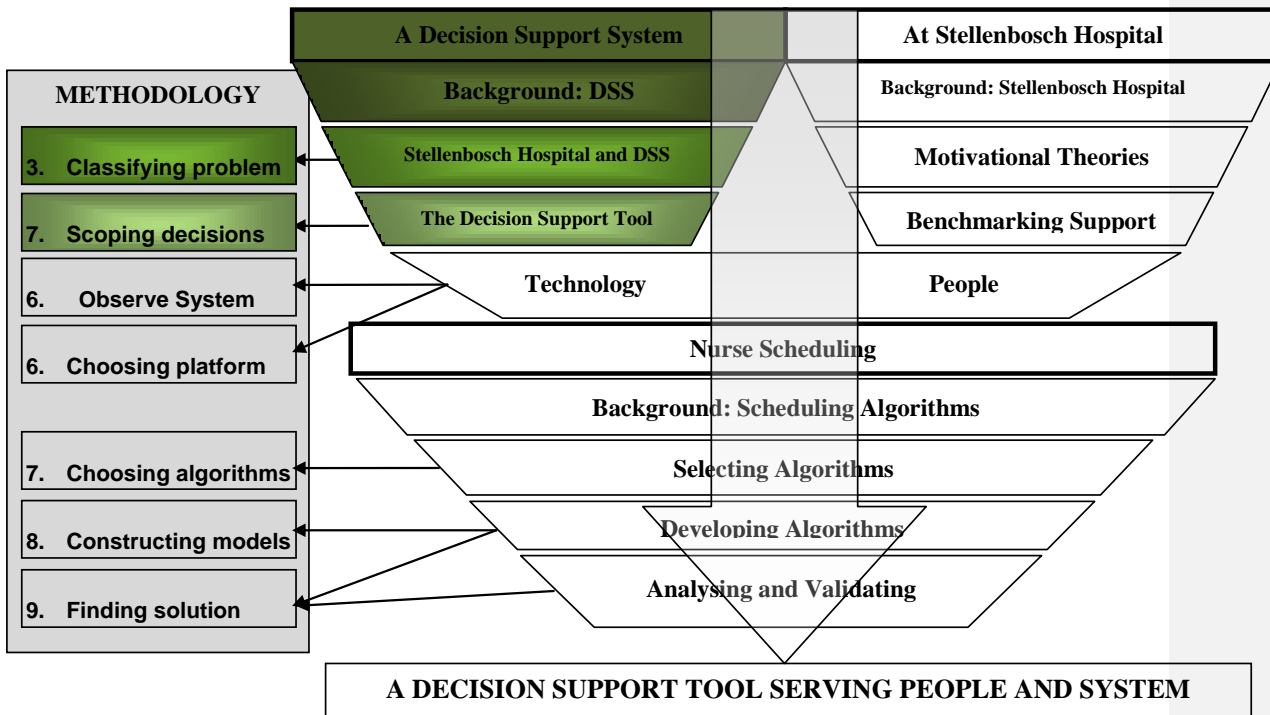 A Decision Support System
At Stellenbosch Hospital
METHODOLOGY
Background: DSS
Background: Stellenbosch Hospital
3. Classifying problem
Stellenbosch Hospital and DSS
Motivational Theories
7. Scoping decisions
The Decision Support Tool
Benchmarking Support
6. Observe System
Technology
People
6. Choosing platform
Nurse Scheduling
Background: Scheduling Algorithms
7. Choosing algorithms
Selecting Algorithms
8. Constructing models
Developing Algorithms
9. Finding solution
Analysing and Validating
A DECISION SUPPORT TOOL SERVING PEOPLE AND SYSTEM